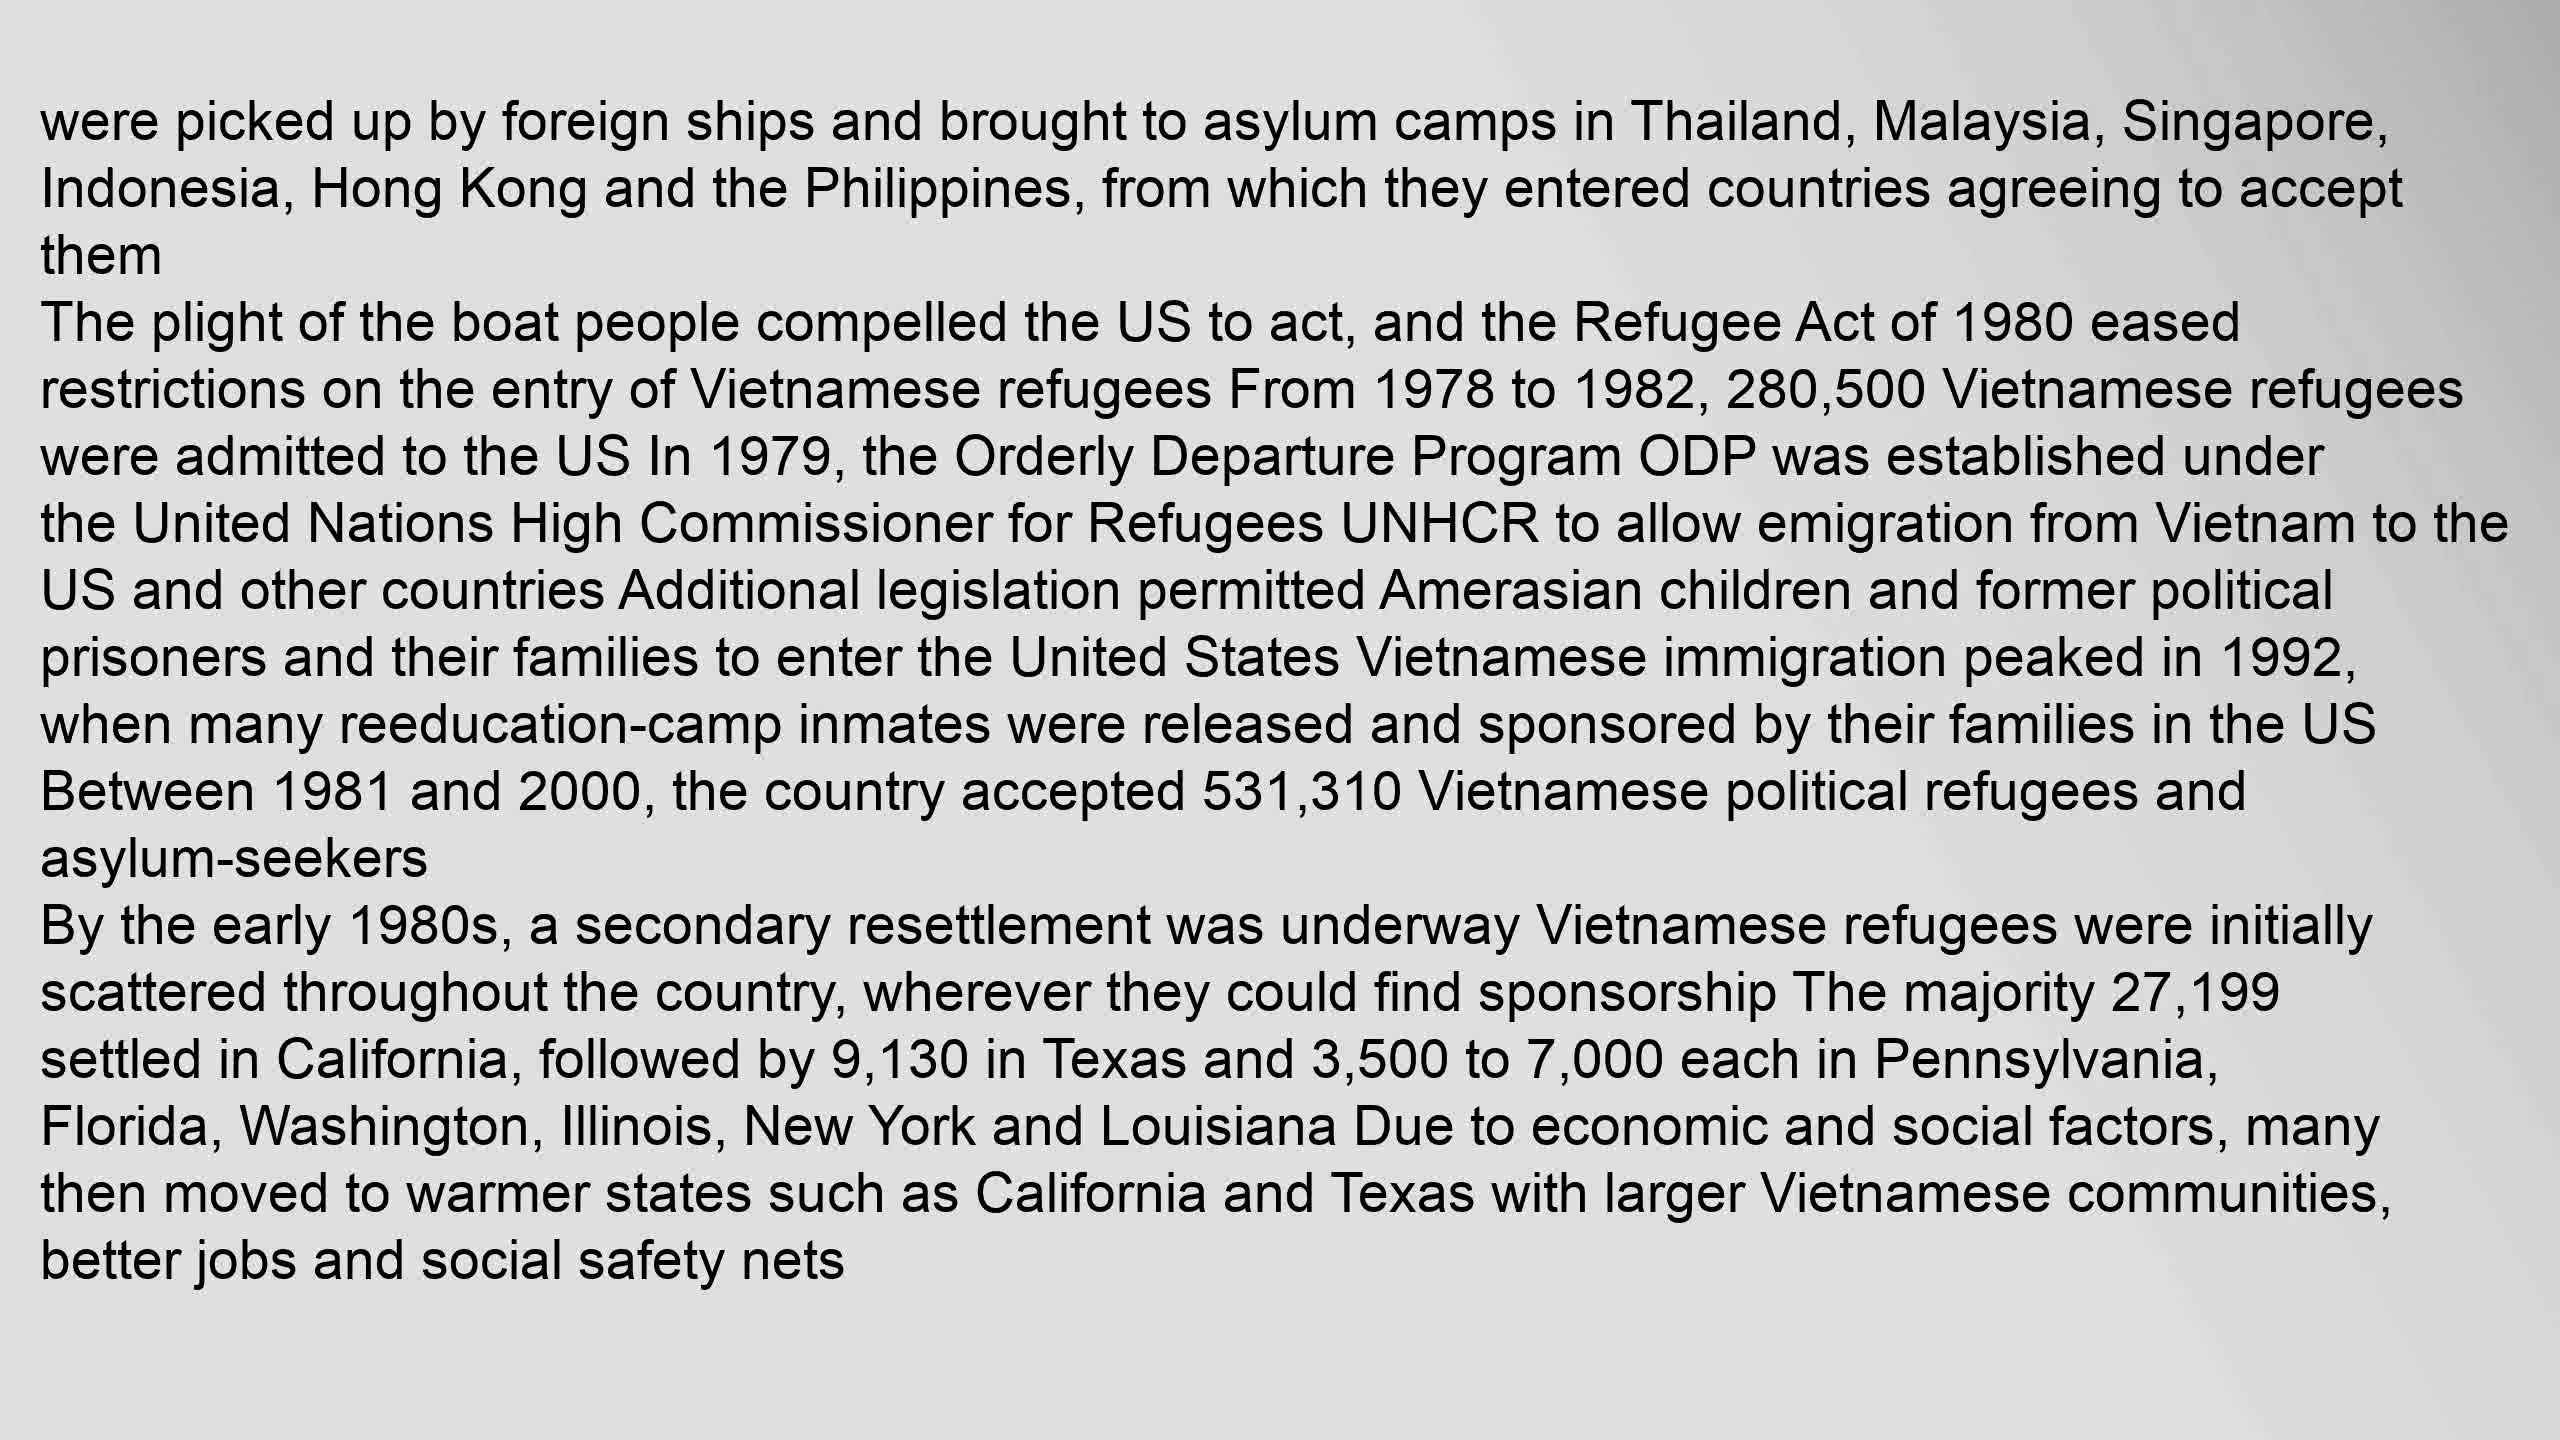 were picked up by foreign ships and brought to asylum camps in Thailand, Malaysia, Singapore,
Indonesia, Hong Kong and the Philippines, from which they entered countries agreeing to accept
them
The plight of the boat people compelled the US to act, and the Refugee Act of 1980 eased
restrictions on the entry of Vietnamese refugees From 1978 to 1982, 280,500 Vietnamese refugees
were admitted to the US In 1979, the Orderly Departure Program ODP was established under
the United Nations High Commissioner for Refugees UNHCR to allow emigration from Vietnam to the
US and other countries Additional legislation permitted Amerasian children and former political
prisoners and their families to enter the United States Vietnamese immigration peaked in 1992,
when many reeducation-camp inmates were released and sponsored by their families in the US
Between 1981 and 2000, the country accepted 531,310 Vietnamese political refugees and
asylum-seekers
By the early 1980s, a secondary resettlement was underway Vietnamese refugees were initially
scattered throughout the country, wherever they could find sponsorship The majority 27,199
settled in California, followed by 9,130 in Texas and 3,500 to 7,000 each in Pennsylvania,
Florida, Washington, Illinois, New York and Louisiana Due to economic and social factors, many
then moved to warmer states such as California and Texas with larger Vietnamese communities,
better jobs and social safety nets